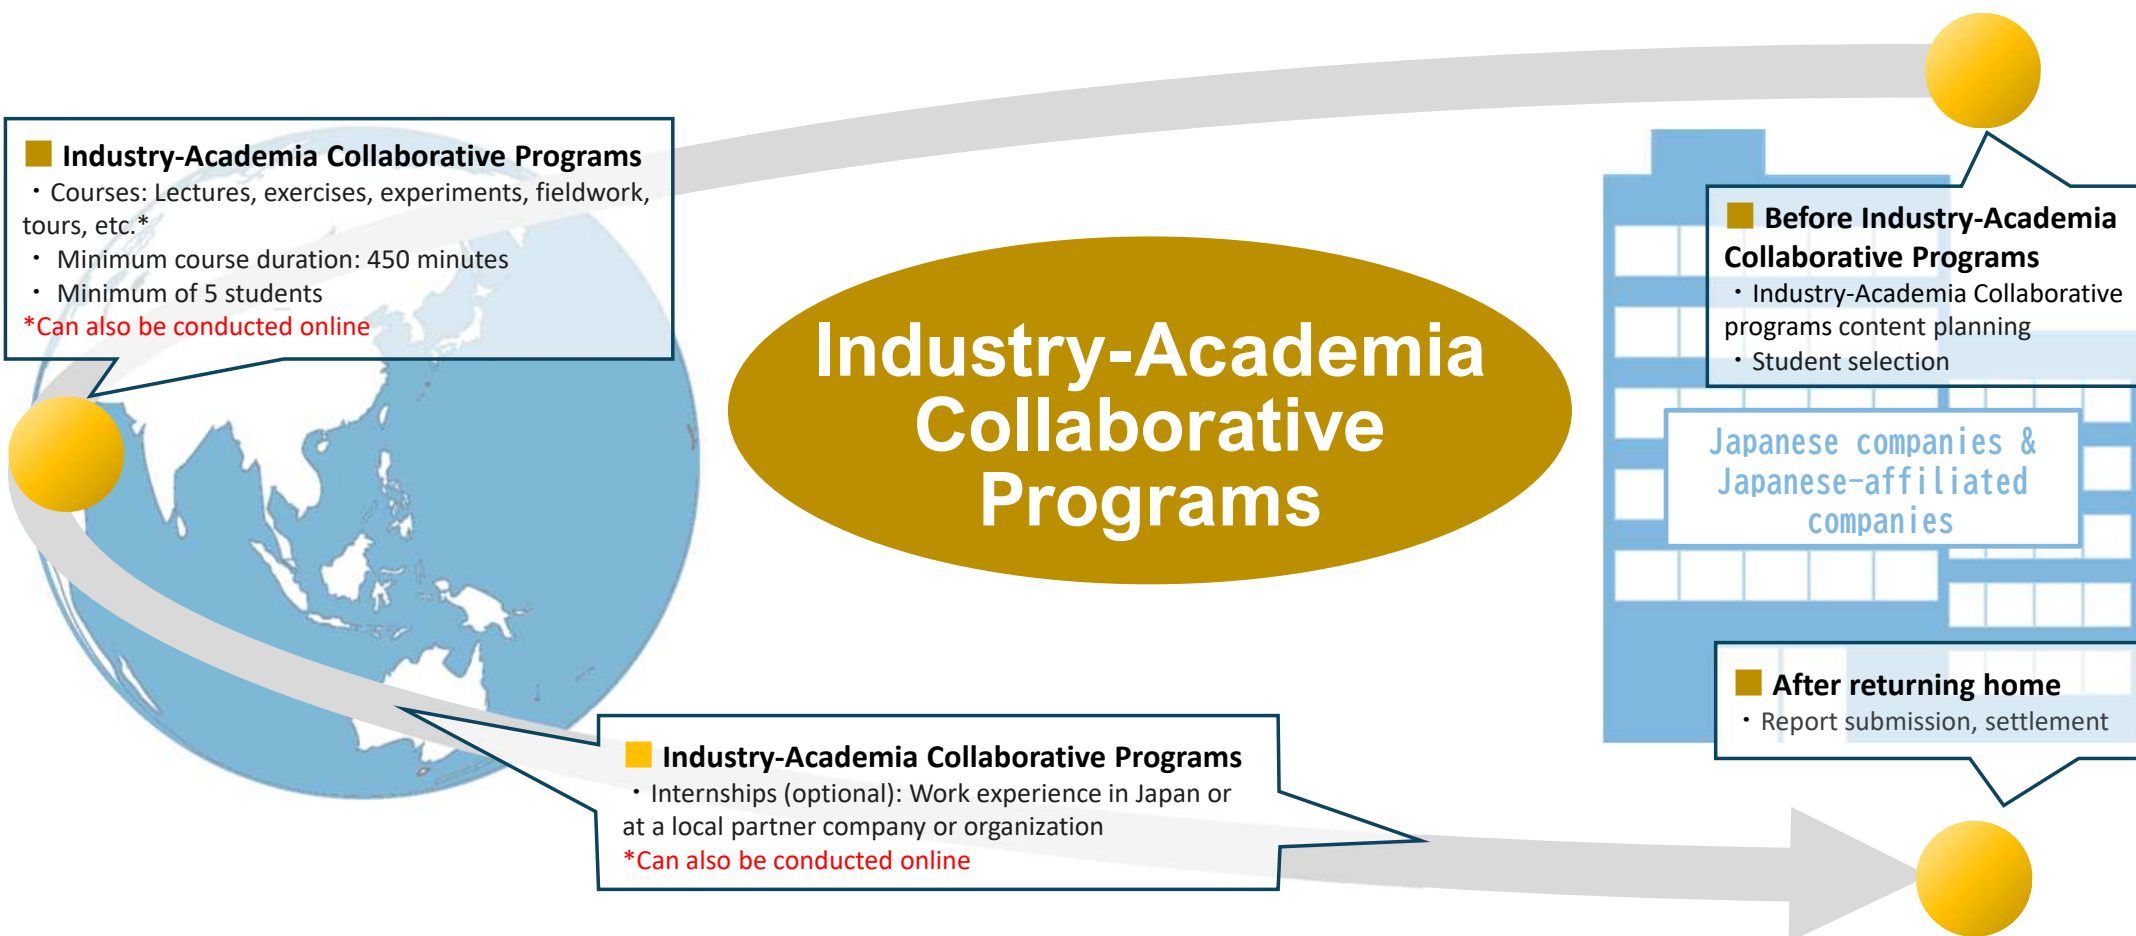 ■ Industry-Academia Collaborative Programs
・Courses: Lectures, exercises, experiments, fieldwork,
tours, etc.*
・ Minimum course duration: 450 minutes
・ Minimum of 5 students
*Can also be conducted online
Industry-Academia
Collaborative
Programs
■ Before Industry-Academia
Collaborative Programs
・Industry-Academia Collaborative
programs content planning
・Student selection
Japanese companies &
Japanese-affiliated
companies
■ After returning home
・Report submission, settlement
■ Industry-Academia Collaborative Programs
・Internships (optional): Work experience in Japan or
at a local partner company or organization
*Can also be conducted online